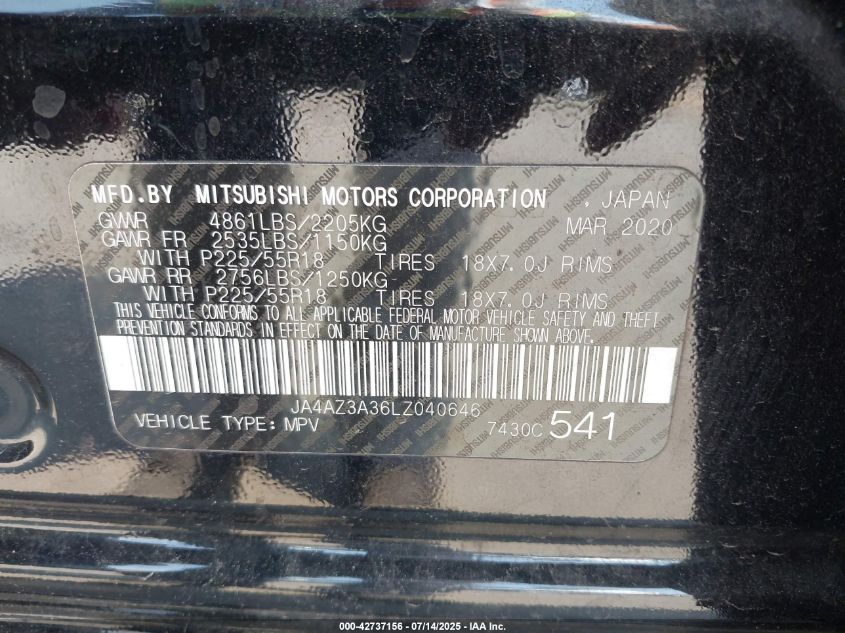 MFD.BY MITSUBISHI MOTORS CORPORATION , JAPAN
GVWR 4861LBS/2205KG MAR 2020
GAWR FR 2535LBS/1150KG
WITH P225/55R18 TIRES 18X7.0J RIMS
GAWR RR 2756LBS/1250KG
WITH P225/55R18 TIRES 18X7.0J RIMS
THIS VEHICLE CONFORMS TO ALL APPLICABLE FEDERAL MOTOR VEHICLE SAFETY AND THEFT
PREVENTION STANDARDS IN EFFECT ON THE DATE OF MANUFACTURE SHOWN ABOVE.
JA4AZ3A36LZ040646
VEHICLE TYPE: MPV 7430C 541
000-42737156 - 07/14/2025 - IAA Inc.